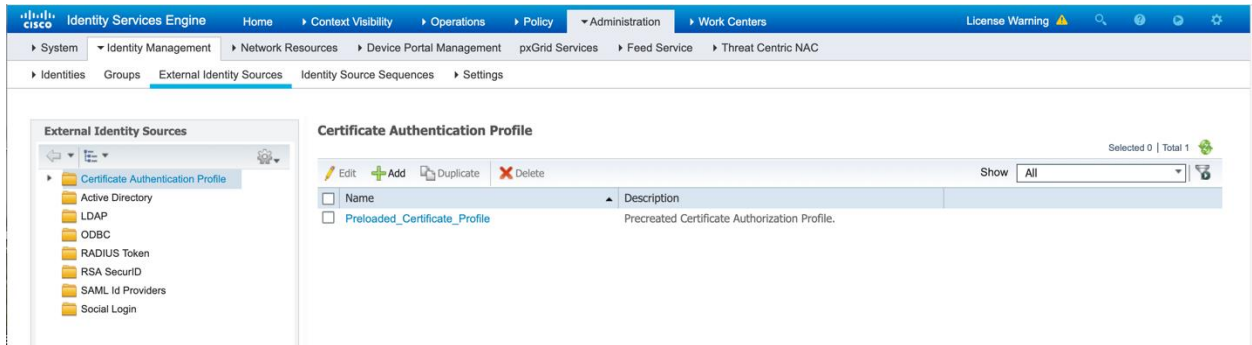 cisco Identity Services Engine Home Context Visibility Operations Policy Administration Work Centers License Warning
System Identity Management Network Resources Device Portal Management pxGrid Services Feed Service Threat Centric NAC
Identities Groups External Identity Sources Identity Source Sequences Settings
External Identity Sources
Certificate Authentication Profile
Active Directory
LDAP
ODBC
RADIUS Token
RSA SecurID
SAML Id Providers
Social Login
Certificate Authentication Profile
Selected 0 | Total 1
Edit Add Duplicate Delete Show All
Name Description
Preloaded_Certificate_Profile Precreated Certificate Authorization Profile.